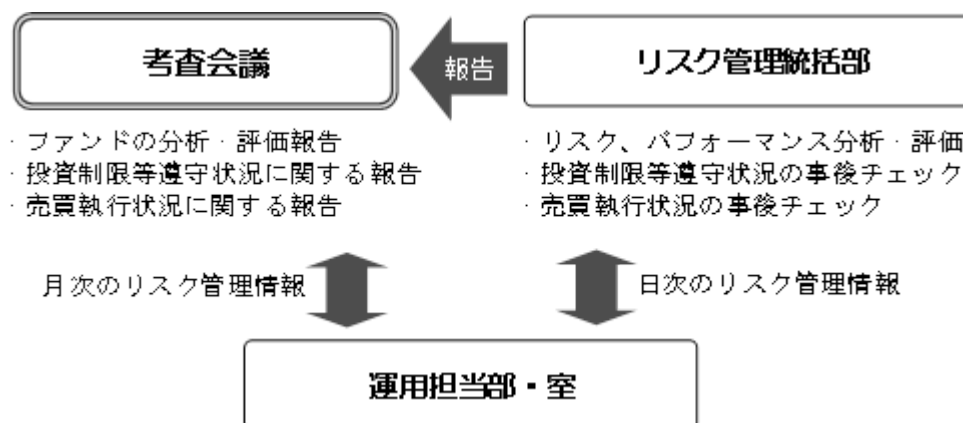 考査会議
報告
リスク管理統括部
・ファンドの分析・評価報告
・投資制限等遵守状況に関する報告
・売買執行状況に関する報告
・リスク、パフォーマンス分析・評価
・投資制限等遵守状況の事後チェック
・売買執行状況の事後チェック
月次のリスク管理情報
日次のリスク管理情報
運用担当部・室